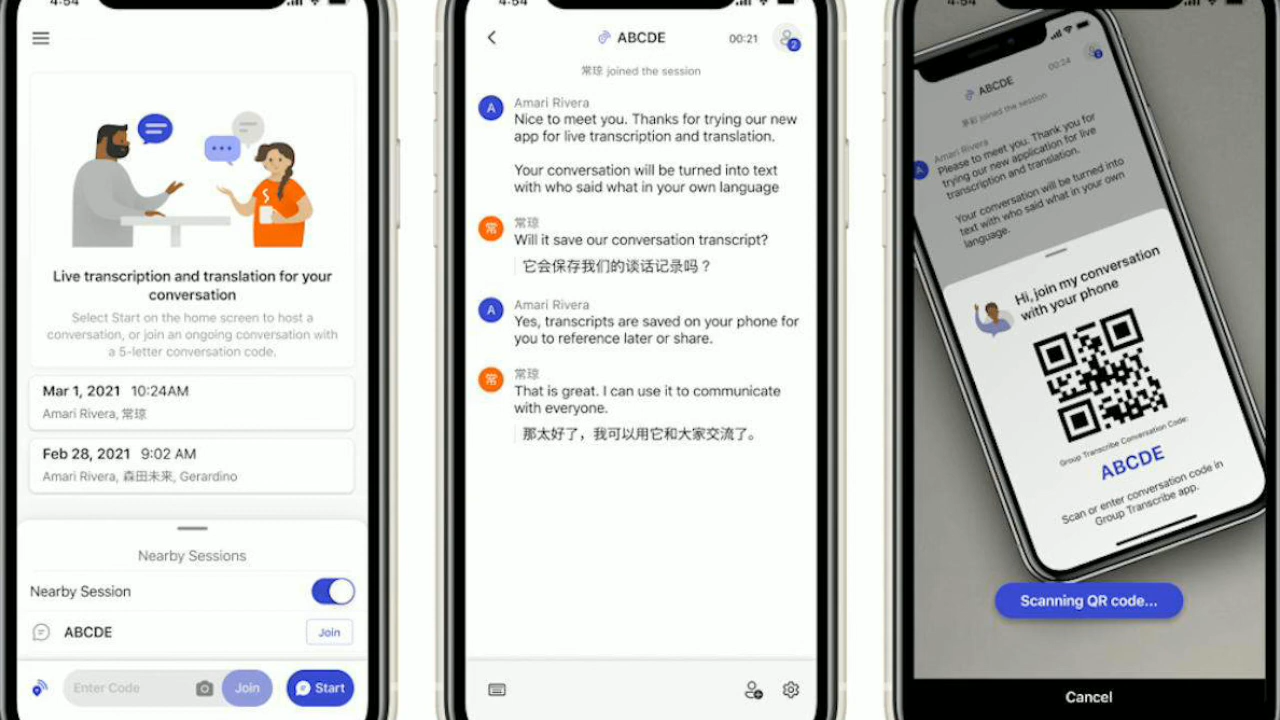 4:54
Live transcription and translation for your
conversation
Select Start on the home screen to host a
conversation, or join an ongoing conversation with
a 5-letter conversation code.
Mar 1, 2021 10:24AM
Amari Rivera, 常琼
Feb 28, 2021 9:02 AM
Amari Rivera, 森田未来, Gerardino
Nearby Sessions
Nearby Session
ABCDE
Join
Enter Code
Join
Start
4:54
ABCDE
00:21
2
常琼 joined the session
A
Amari Rivera
Nice to meet you. Thanks for trying our new
app for live transcription and translation.
Your conversation will be turned into text
with who said what in your own language
常
常琼
Will it save our conversation transcript?
它会保存我们的谈话记录吗？
A
Amari Rivera
Yes, transcripts are saved on your phone for
you to reference later or share.
常
常琼
That is great. I can use it to communicate
with everyone.
那太好了，我可以用它和大家交流了。
4:54
ABCDE
00:24
joined the session
A
Amari Rivera
Please to meet you. Thank you for
trying our new application for live
transcription and translation.
Your conversation will be turned into
text with who said what in your own
language.
Hi, join my conversation
with your phone
Group Transcribe Conversation Code:
ABCDE
Scan or enter conversation code in
Group Transcribe app.
Scanning QR code...
Cancel